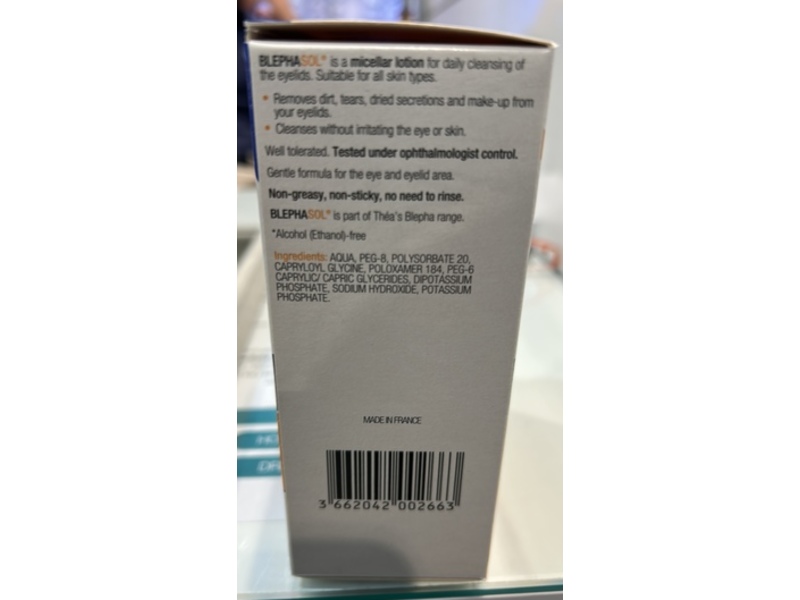 BLEPHASOL® is a micellar lotion for daily cleansing of
the eyelids. Suitable for all skin types.
• Removes dirt, tears, dried secretions and make-up from
your eyelids.
• Cleanses without irritating the eye or skin.
Well tolerated. Tested under ophthalmologist control.
Gentle formula for the eye and eyelid area.
Non-greasy, non-sticky, no need to rinse.
BLEPHASOL® is part of Théa's Blepha range.
*Alcohol (Ethanol)-free
Ingredients: AQUA, PEG-8, POLYSORBATE 20,
CAPRYLOYL GLYCINE, POLOXAMER 184, PEG-6
CAPRYLIC/ CAPRIC GLYCERIDES, DIPOTASSIUM
PHOSPHATE, SODIUM HYDROXIDE, POTASSIUM
PHOSPHATE.
MADE IN FRANCE
3 662042 002663